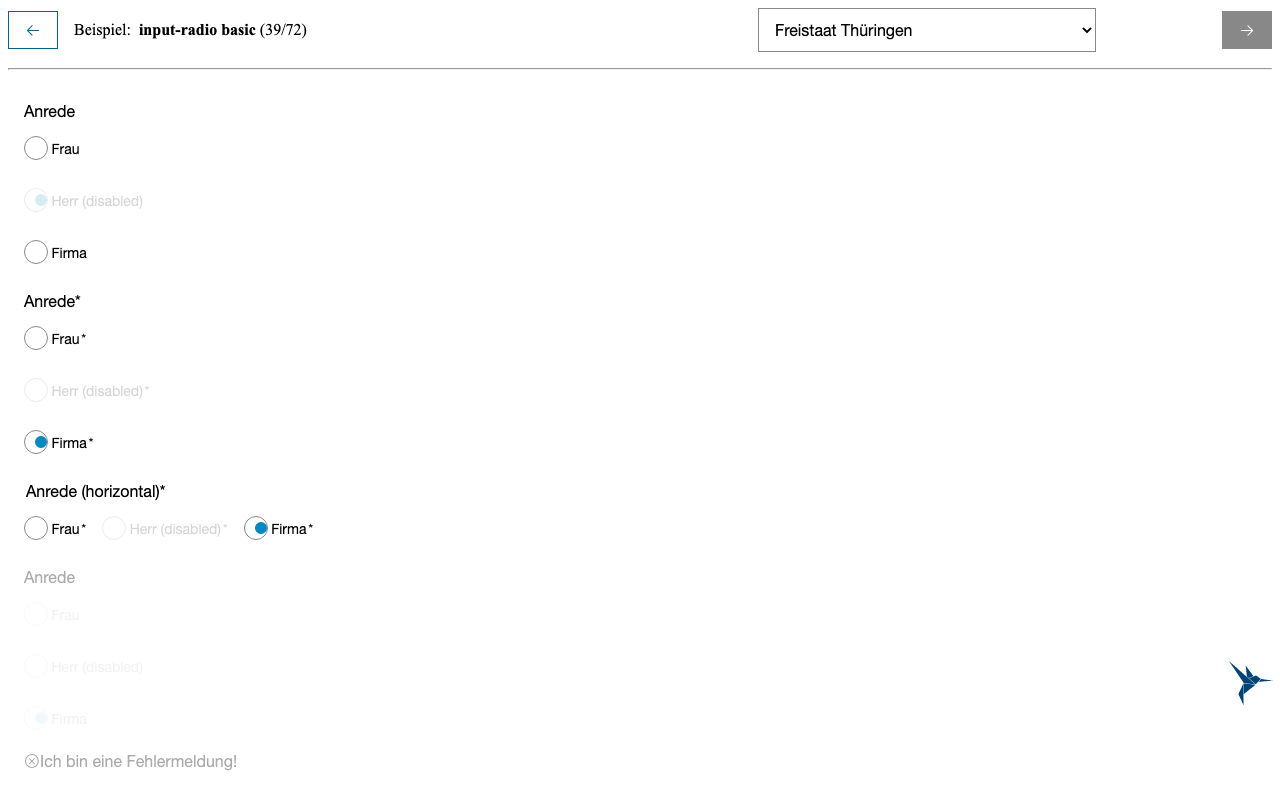 Beispiel: input-radio basic (39/72)
Freistaat Thüringen
Anrede
Frau
Herr (disabled)
Firma
Anrede*
Frau*
Herr (disabled)*
Firma*
Anrede (horizontal)*
Frau* Herr (disabled)* Firma*
Anrede
Frau
Herr (disabled)
Firma
Ich bin eine Fehlermeldung!